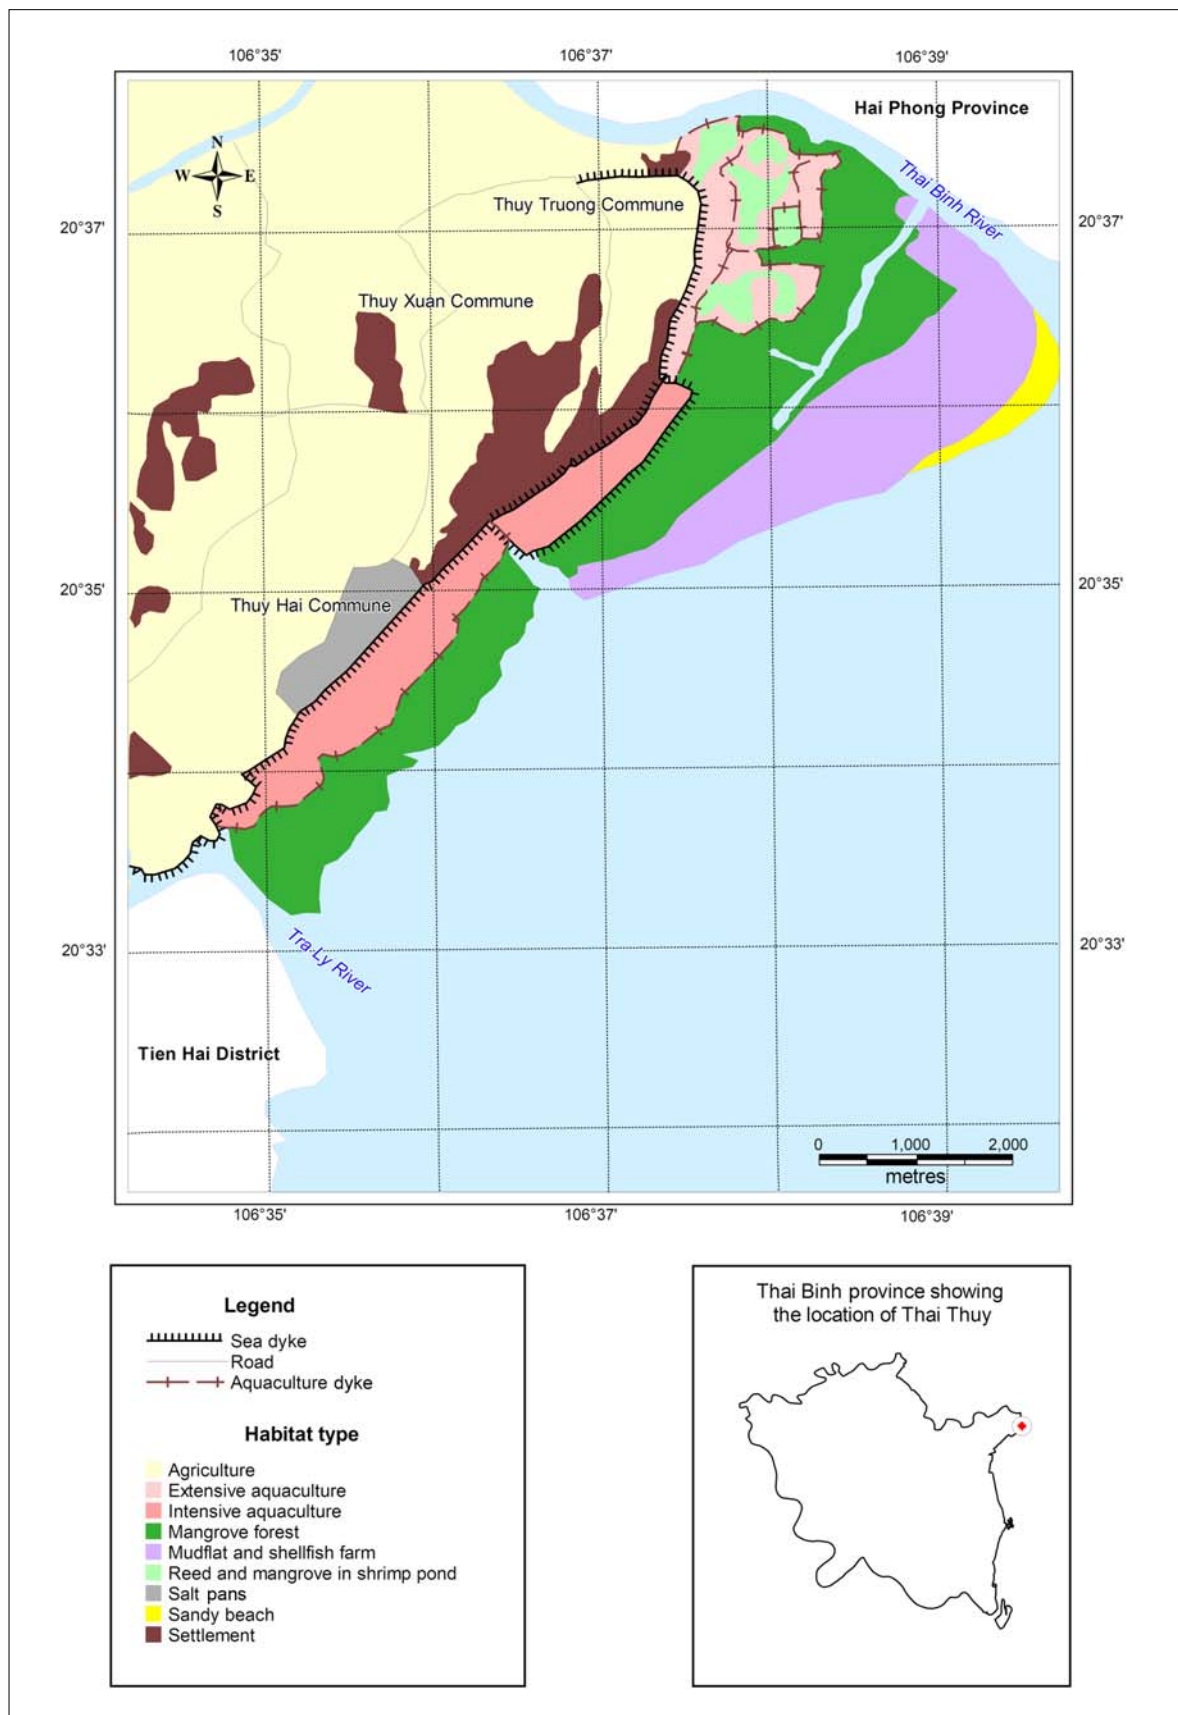 106°35' 106°37' 106°39'
Hai Phong Province
N
W E
S
Thai Binh River
Thuy Truong Commune
20°37' 20°37'
Thuy Xuan Commune
20°35' 20°35'
Thuy Hai Commune
20°33' 20°33'
Tra-Ly River
Tien Hai District
0 1,000 2,000
metres
106°35' 106°37' 106°39'
Legend
Sea dyke
Road
Aquaculture dyke
Habitat type
Agriculture
Extensive aquaculture
Intensive aquaculture
Mangrove forest
Mudflat and shellfish farm
Reed and mangrove in shrimp pond
Salt pans
Sandy beach
Settlement
Thai Binh province showing
the location of Thai Thuy